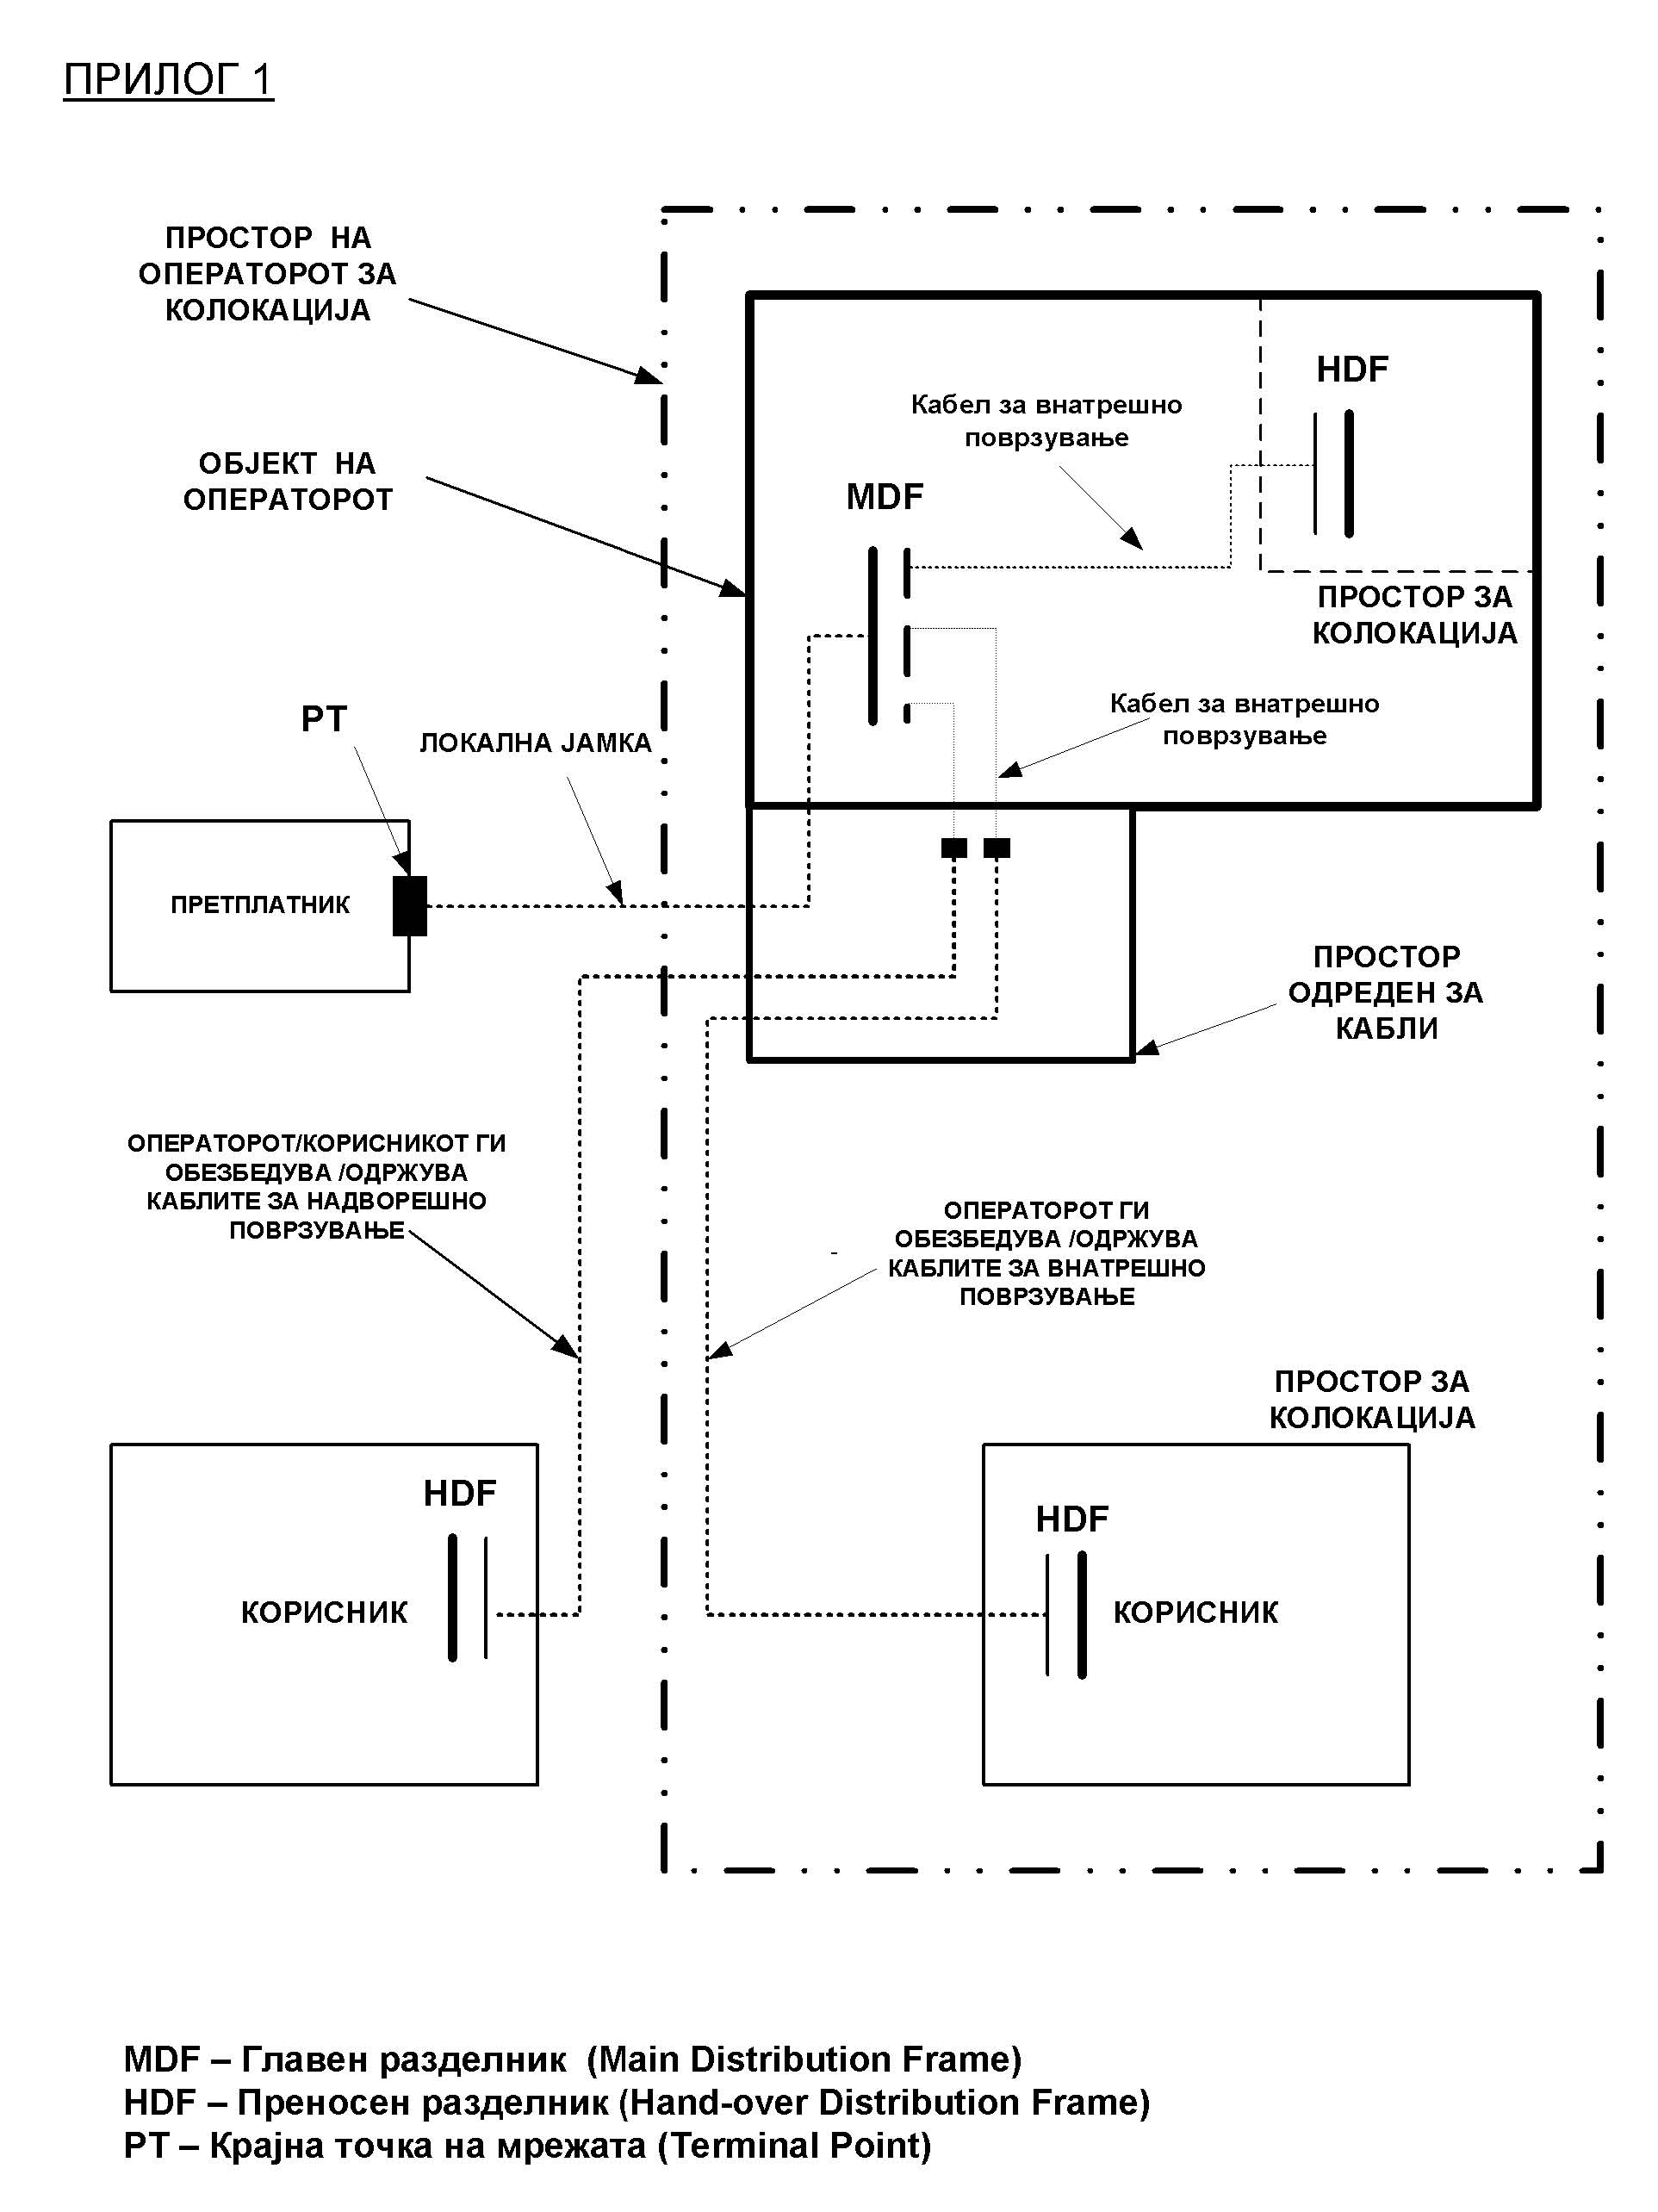 ПРИЛОГ 1
ПРОСТОР НА
ОПЕРАТОРОТ ЗА
КОЛОКАЦИЈА
HDF
Кабел за внатрешно
поврзување
ОБЈЕКТ НА
ОПЕРАТОРОТ
MDF
ПРОСТОР ЗА
КОЛОКАЦИЈА
PT
ЛОКАЛНА ЈАМКА
Кабел за внатрешно
поврзување
ПРЕТПЛАТНИК
ПРОСТОР
ОДРЕДЕН ЗА
КАБЛИ
ОПЕРАТОРОТ/КОРИСНИКОТ ГИ
ОБЕЗБЕДУВА /ОДРЖУВА
КАБЛИТЕ ЗА НАДВОРЕШНО
ПОВРЗУВАЊЕ
ОПЕРАТОРОТ ГИ
ОБЕЗБЕДУВА /ОДРЖУВА
КАБЛИТЕ ЗА ВНАТРЕШНО
ПОВРЗУВАЊЕ
ПРОСТОР ЗА
КОЛОКАЦИЈА
HDF
КОРИСНИК
HDF
КОРИСНИК
MDF – Главен разделник (Main Distribution Frame)
HDF – Преносен разделник (Hand-over Distribution Frame)
PT – Крајна точка на мрежата (Terminal Point)